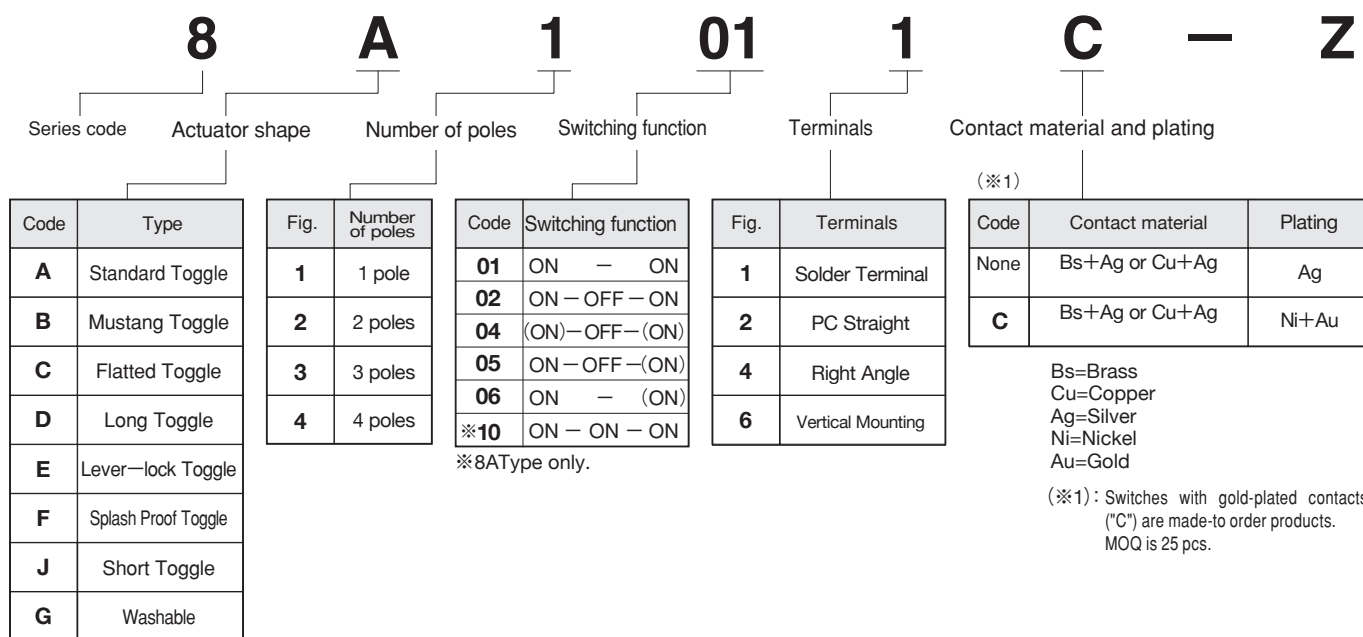 8 A 1 01 1 C － Z
Series code Actuator shape Number of poles Switching function Terminals Contact material and plating
(※1)
Code Type
A Standard Toggle
B Mustang Toggle
C Flatted Toggle
D Long Toggle
E Lever－lock Toggle
F Splash Proof Toggle
J Short Toggle
G Washable
Fig. Number of poles
1 1 pole
2 2 poles
3 3 poles
4 4 poles
Code Switching function
01 ON － ON
02 ON－OFF－ON
04 (ON)－OFF－(ON)
05 ON－OFF－(ON)
06 ON － (ON)
※10 ON － ON － ON
※8AType only.
Fig. Terminals
1 Solder Terminal
2 PC Straight
4 Right Angle
6 Vertical Mounting
Code Contact material Plating
None Bs+Ag or Cu+Ag Ag
C Bs+Ag or Cu+Ag Ni+Au
Bs=Brass
Cu=Copper
Ag=Silver
Ni=Nickel
Au=Gold
(※1)：Switches with gold-plated contacts
("C") are made-to order products.
MOQ is 25 pcs.